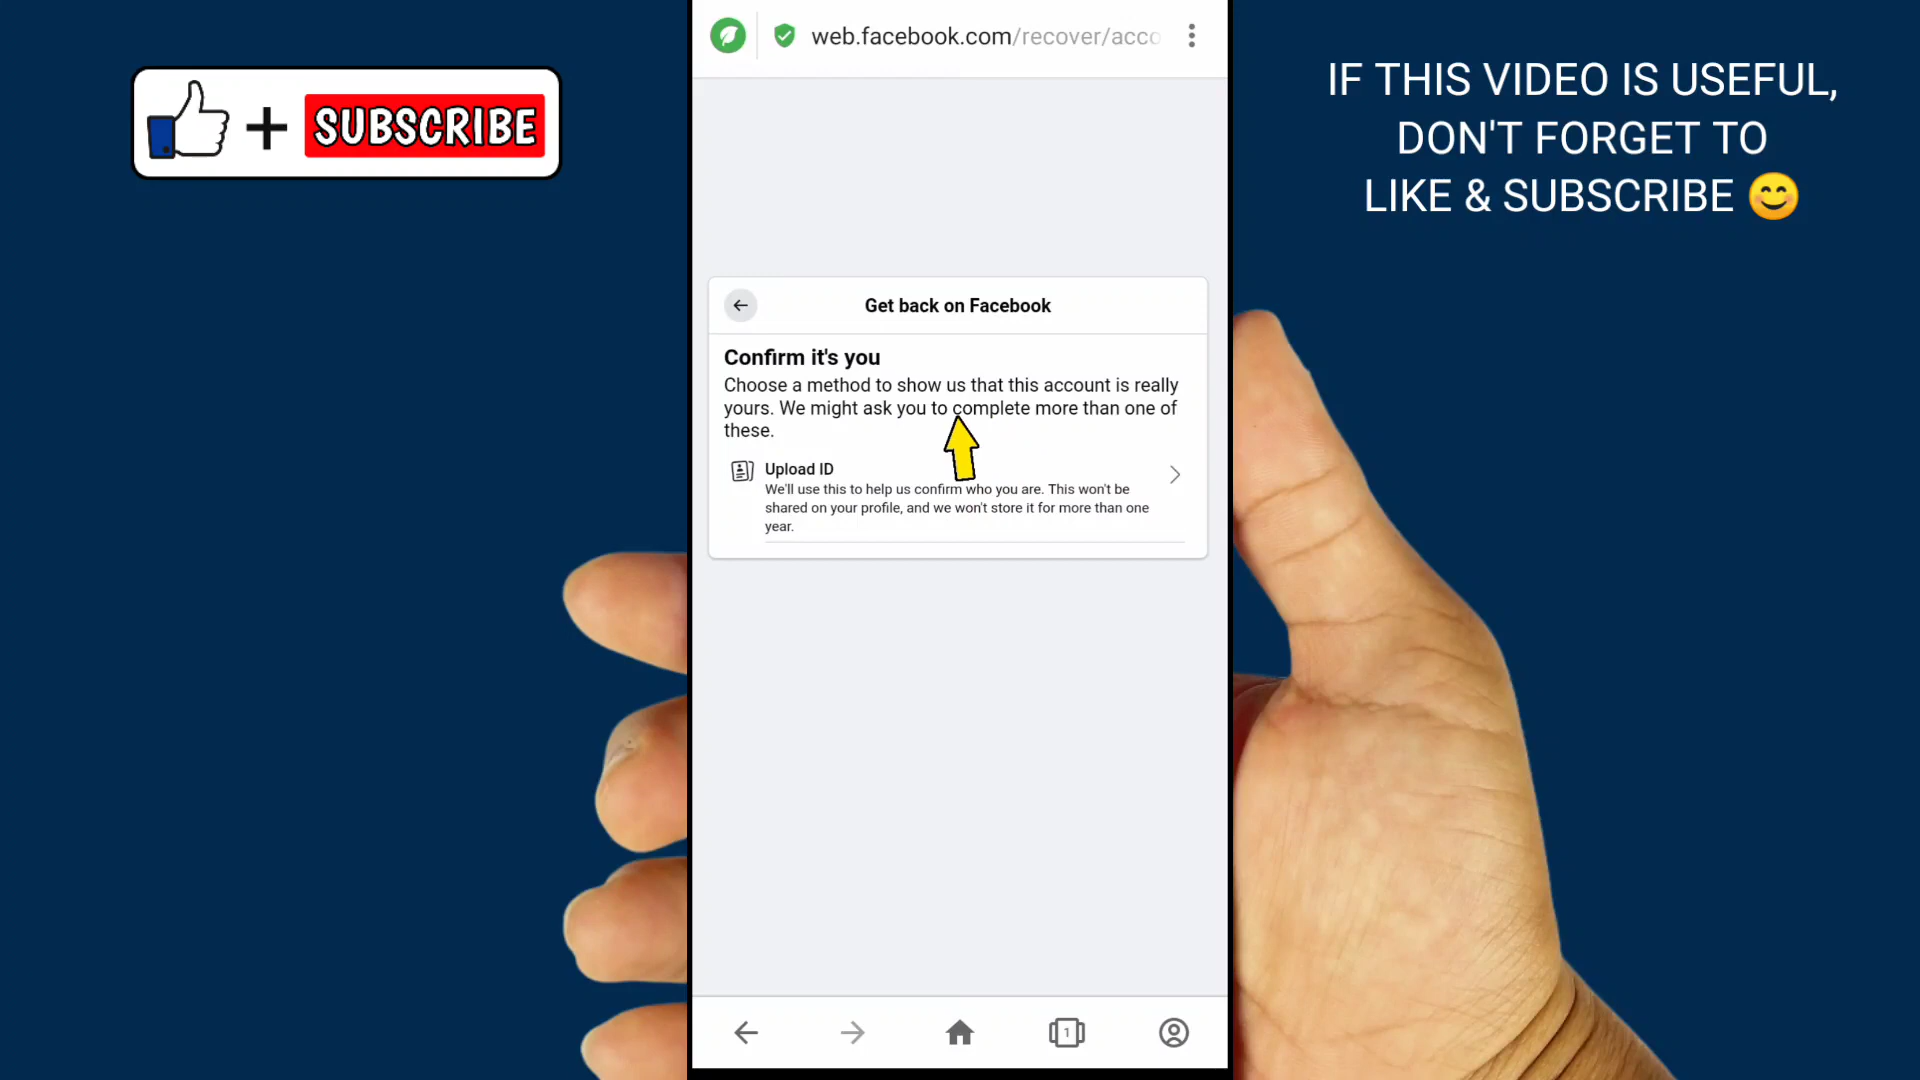 SUBSCRIBE
IF THIS VIDEO IS USEFUL,
DON'T FORGET TO
LIKE & SUBSCRIBE 😊
web.facebook.com/recover/acco
Get back on Facebook
Confirm it's you
Choose a method to show us that this account is really
yours. We might ask you to complete more than one of
these.
Upload ID
We'll use this to help us confirm who you are. This won't be
shared on your profile, and we won't store it for more than one
year.
1